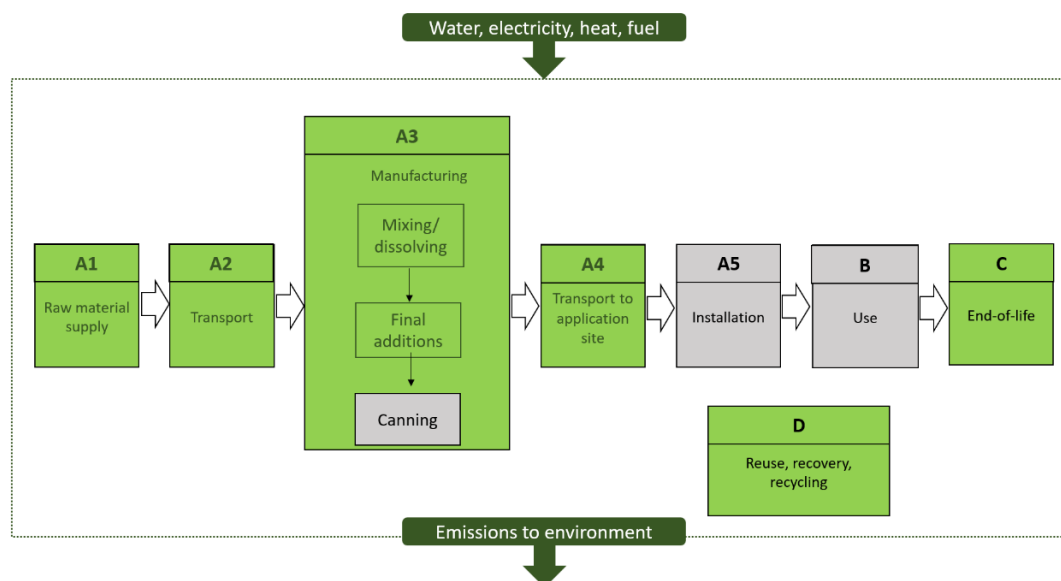 Water, electricity, heat, fuel
A3
Manufacturing
Mixing/
dissolving
A1
A2
A4
A5
B
C
Raw material
supply
Transport
Final
additions
Transport to
application
site
Installation
Use
End-of-life
Canning
D
Reuse, recovery,
recycling
Emissions to environment